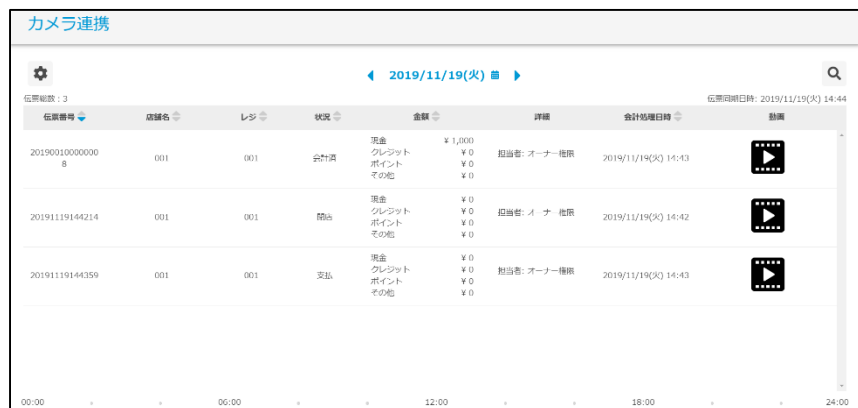 カメラ連携
2019/11/19(火)
伝票総数 : 3
伝票同期日時: 2019/11/19(火) 14:44
伝票番号 店舗名 レジ 状況 金額 詳細 会計処理日時 動画
20190010000000
8
001 001 会計済
現金 ¥ 1,000
クレジット ¥ 0
ポイント ¥ 0
その他 ¥ 0
担当者: オーナー権限 2019/11/19(火) 14:43
20191119144214 001 001 閉店
現金 ¥ 0
クレジット ¥ 0
ポイント ¥ 0
その他 ¥ 0
担当者: オーナー権限 2019/11/19(火) 14:42
20191119144359 001 001 支払
現金 ¥ 0
クレジット ¥ 0
ポイント ¥ 0
その他 ¥ 0
担当者: オーナー権限 2019/11/19(火) 14:43
00:00 06:00 12:00 18:00 24:00